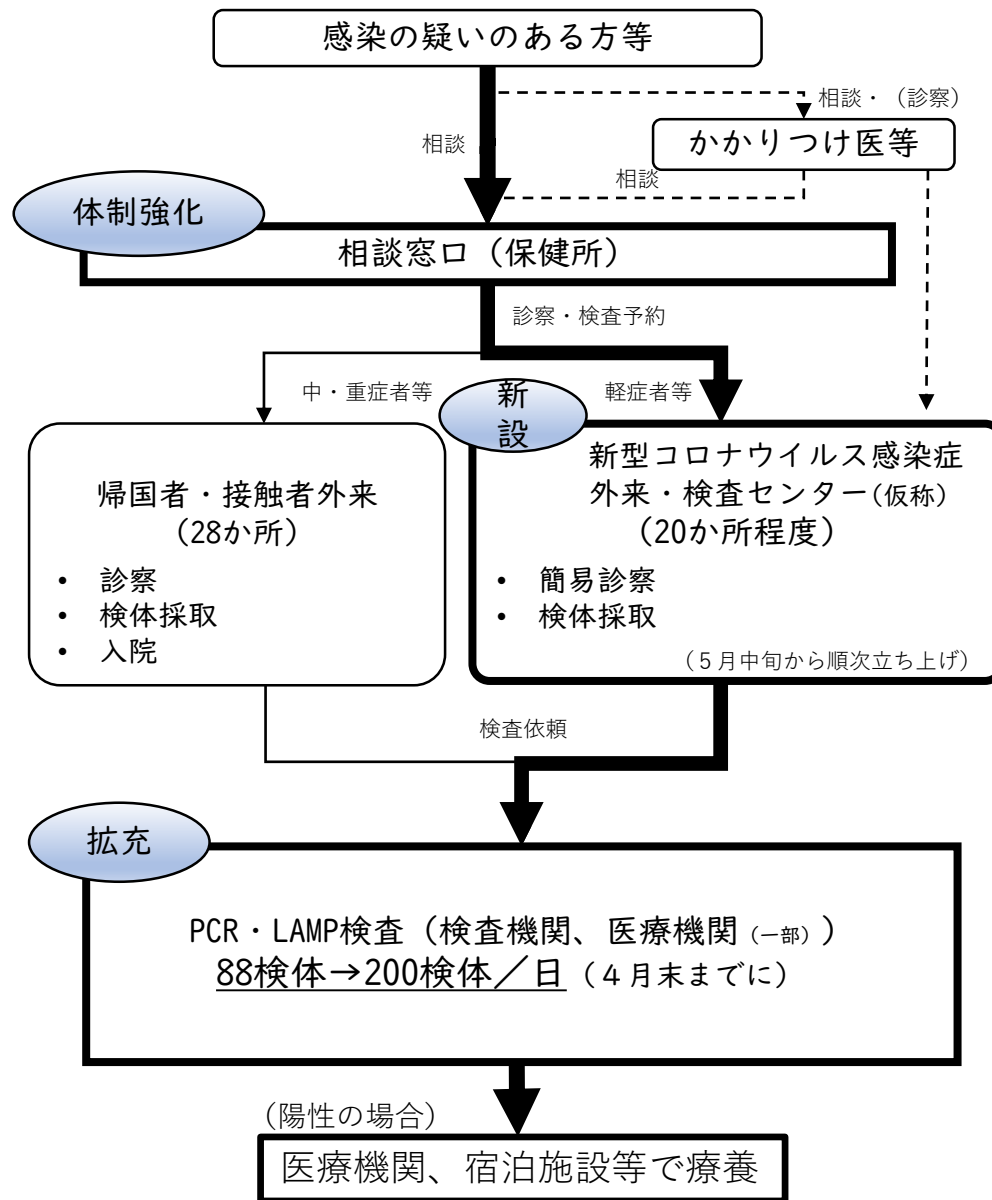 感染の疑いのある方等
相談・（診察）
かかりつけ医等
相談
相談
体制強化
相談窓口（保健所）
診察・検査予約
中・重症者等
軽症者等
新
設
帰国者・接触者外来
（28か所）
• 診察
• 検体採取
• 入院
新型コロナウイルス感染症
外来・検査センター(仮称)
（20か所程度）
• 簡易診察
• 検体採取
（５月中旬から順次立ち上げ）
検査依頼
拡充
PCR・LAMP検査（検査機関、医療機関（一部））
88検体→200検体／日（４月末までに）
（陽性の場合）
医療機関、宿泊施設等で療養